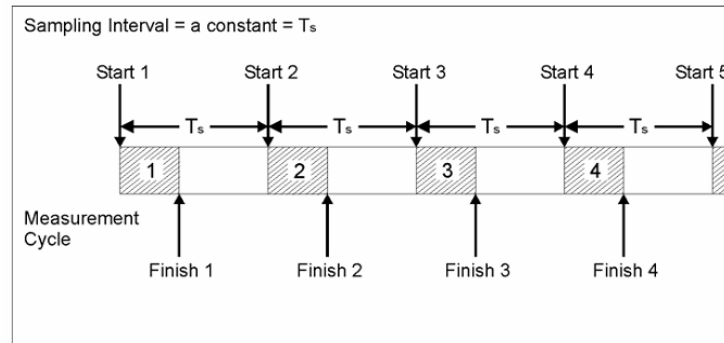 Sampling Interval = a constant = Ts
Start 1 Start 2 Start 3 Start 4 Start 5
Ts Ts Ts Ts
1 2 3 4
Measurement
Cycle
Finish 1 Finish 2 Finish 3 Finish 4